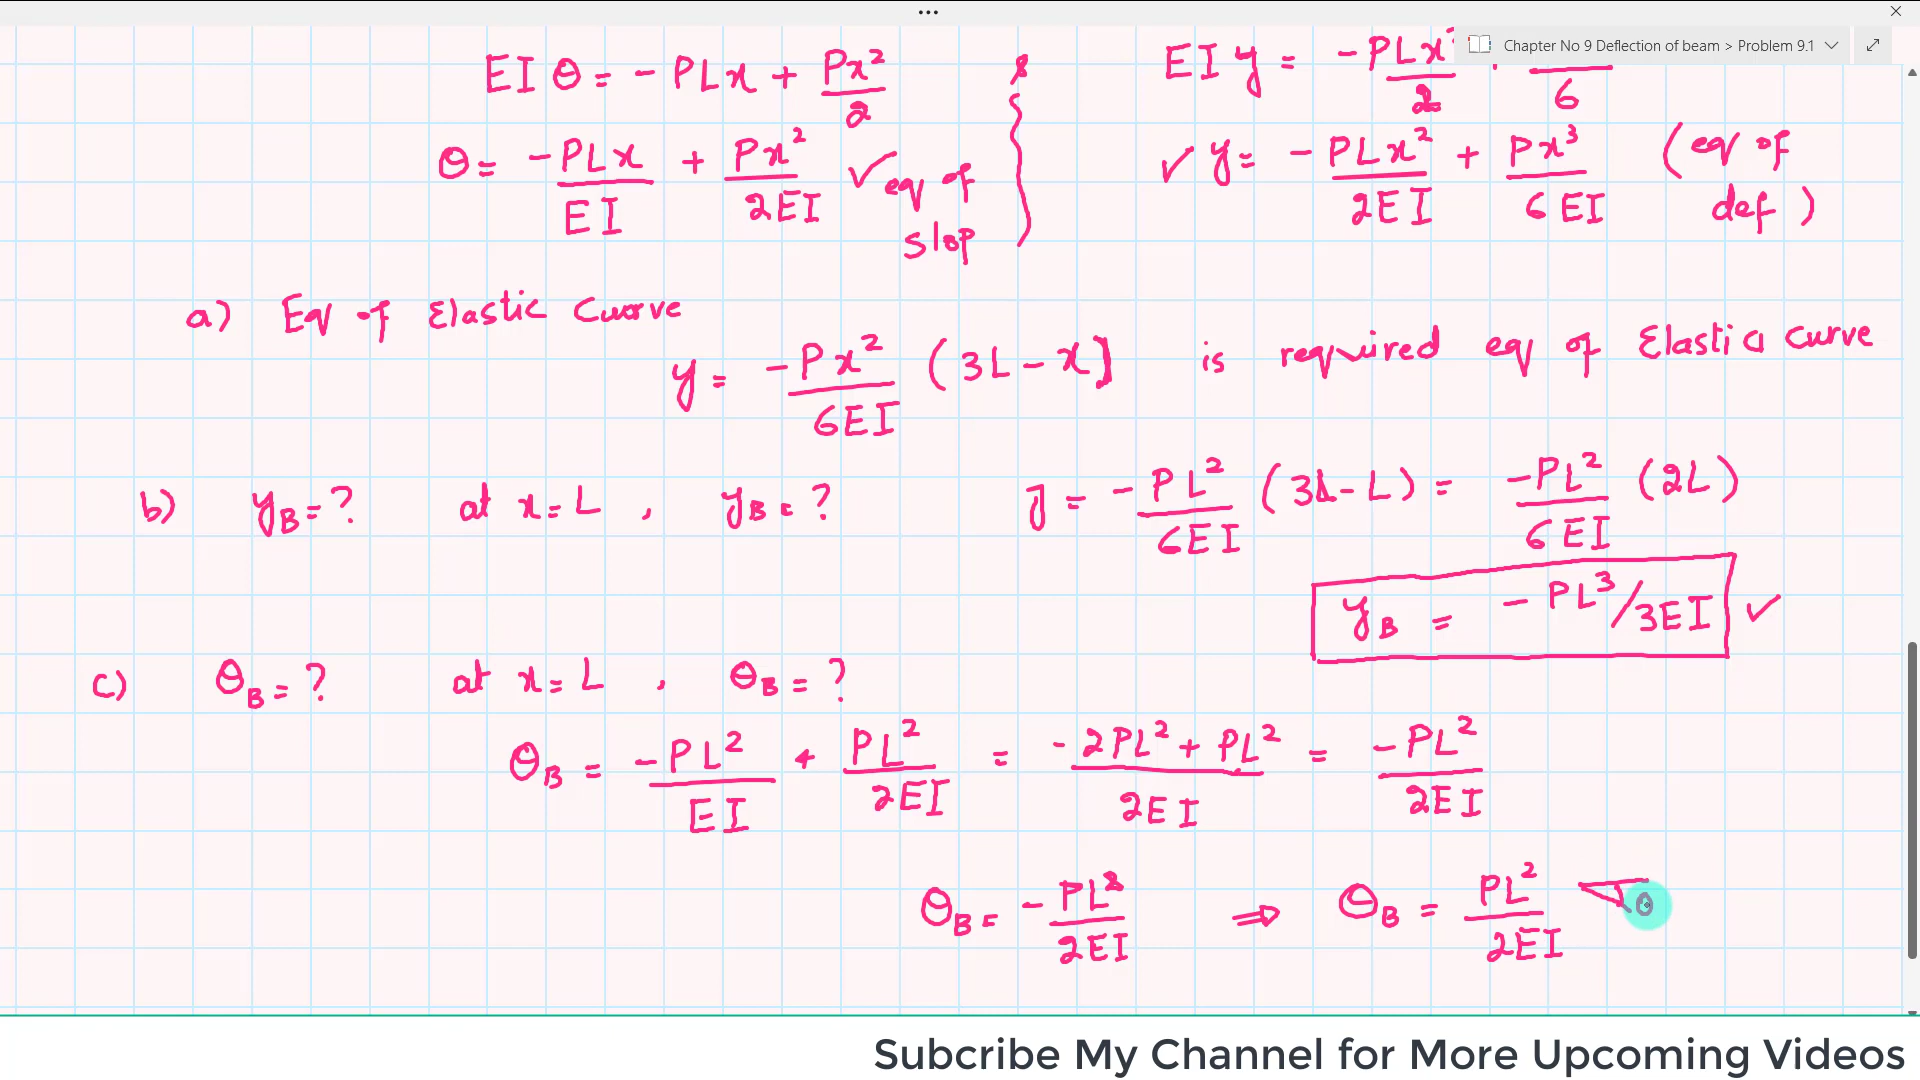 ...
Chapter No 9 Deflection of beam > Problem 9.1
EI θ = - PLx + Px²/2
θ = -PLx/EI + Px²/2EI ✓ eq of slop
EI y = -PLx²/2 + /6
✓ y = -PLx²/2EI + Px³/6EI (eq of def)
a) Eq of Elastic Curve
y = -Px²/6EI (3L - x] is required eq of Elastic Curve
b) yB = ? at x = L , yB = ? y = -PL²/6EI (3L - L) = -PL²/6EI (2L)
yB = - PL³/3EI ✓
c) θB = ? at x = L , θB = ?
θB = -PL²/EI + PL²/2EI = -2PL² + PL²/2EI = -PL²/2EI
θB = - PL²/2EI ⇒ θB = PL²/2EI θ
Subcribe My Channel for More Upcoming Videos